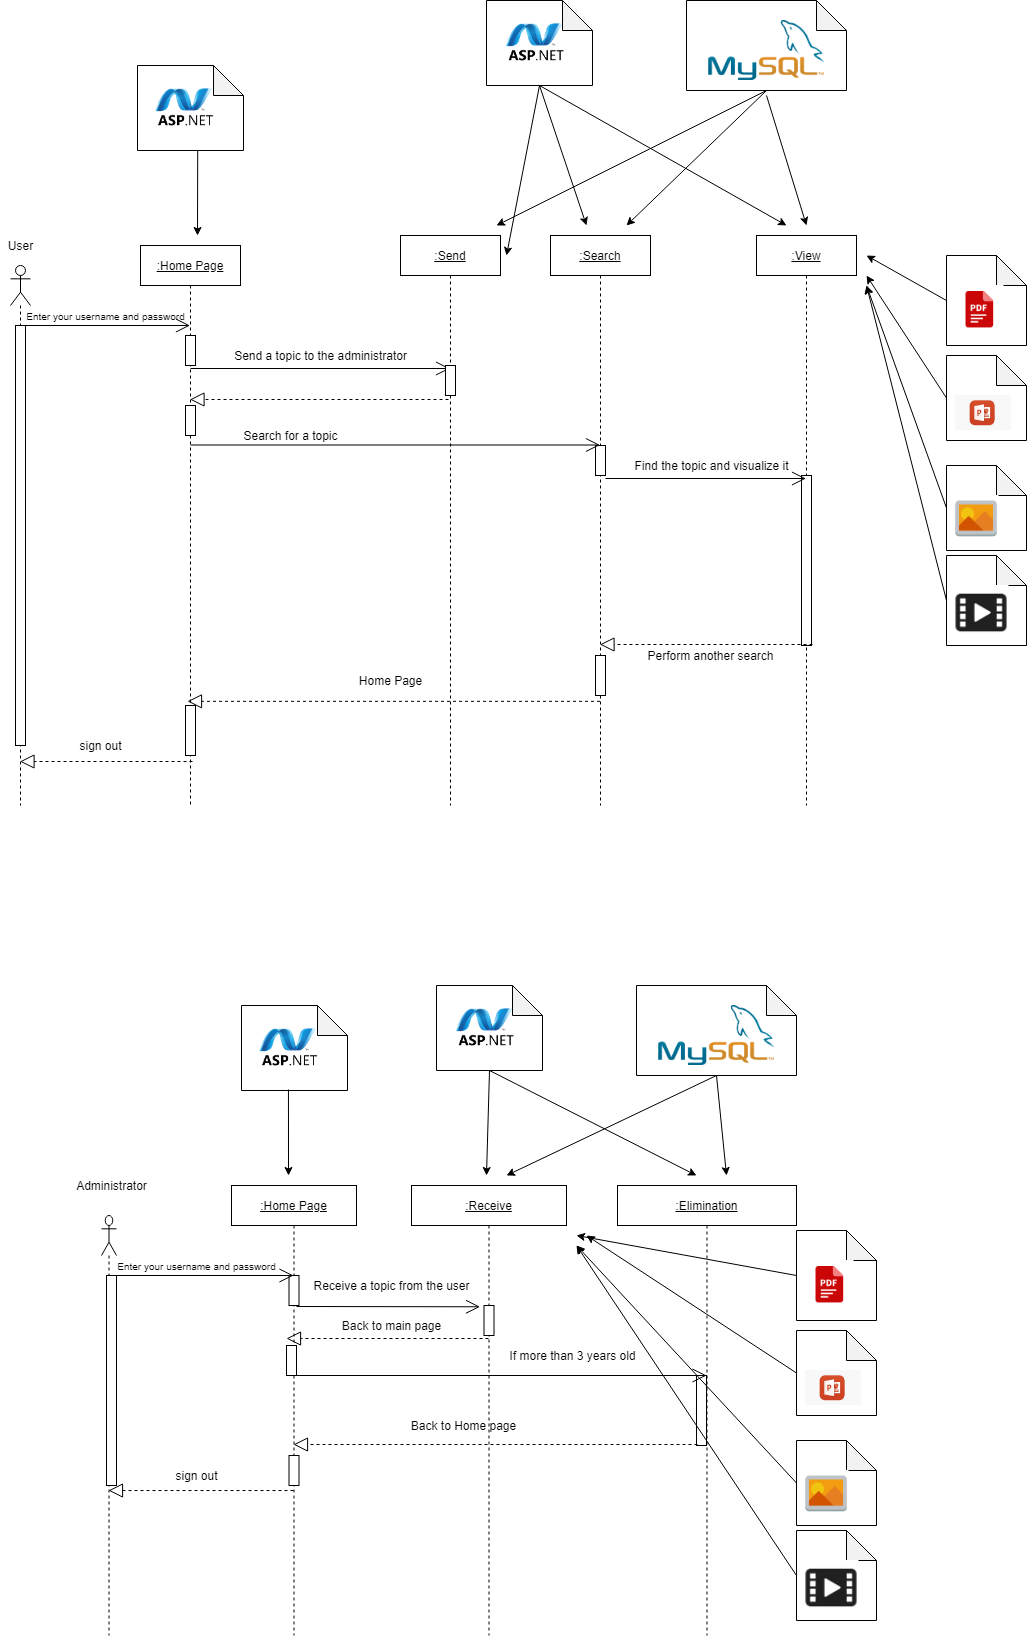 ASP.NET
MySQL™
ASP.NET
User
:Home Page
:Send
:Search
:View
PDF
Enter your username and password
Send a topic to the administrator
P
Search for a topic
Find the topic and visualize it
Perform another search
Home Page
sign out
ASP.NET
MySQL™
ASP.NET
Administrator
:Home Page
:Receive
:Elimination
Enter your username and password
PDF
Receive a topic from the user
Back to main page
If more than 3 years old
P
Back to Home page
sign out